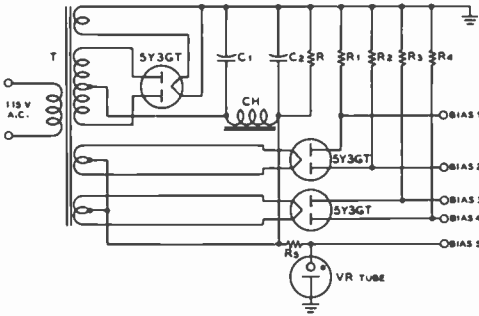 T
5Y3GT
C1
C2
R
R1
R2
R3
R4
115V
A.C.
CH
BIAS 1
5Y3GT
BIAS 2
BIAS 3
5Y3GT
BIAS 4
BIAS 5
R5
VR TUBE